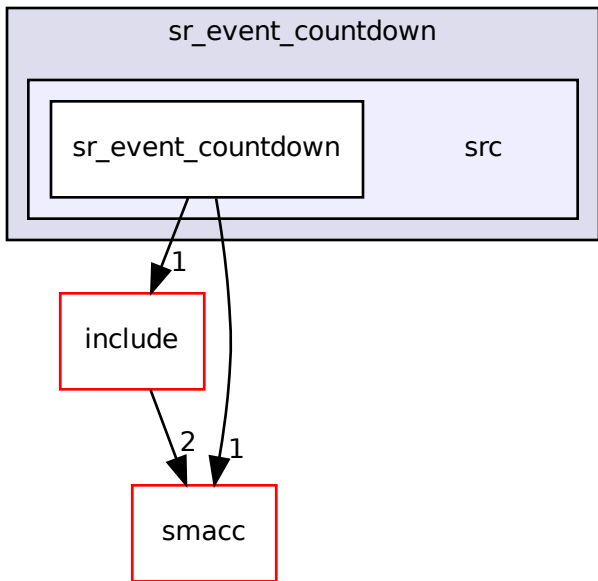 sr_event_countdown
sr_event_countdown
src
1
include
2
1
smacc